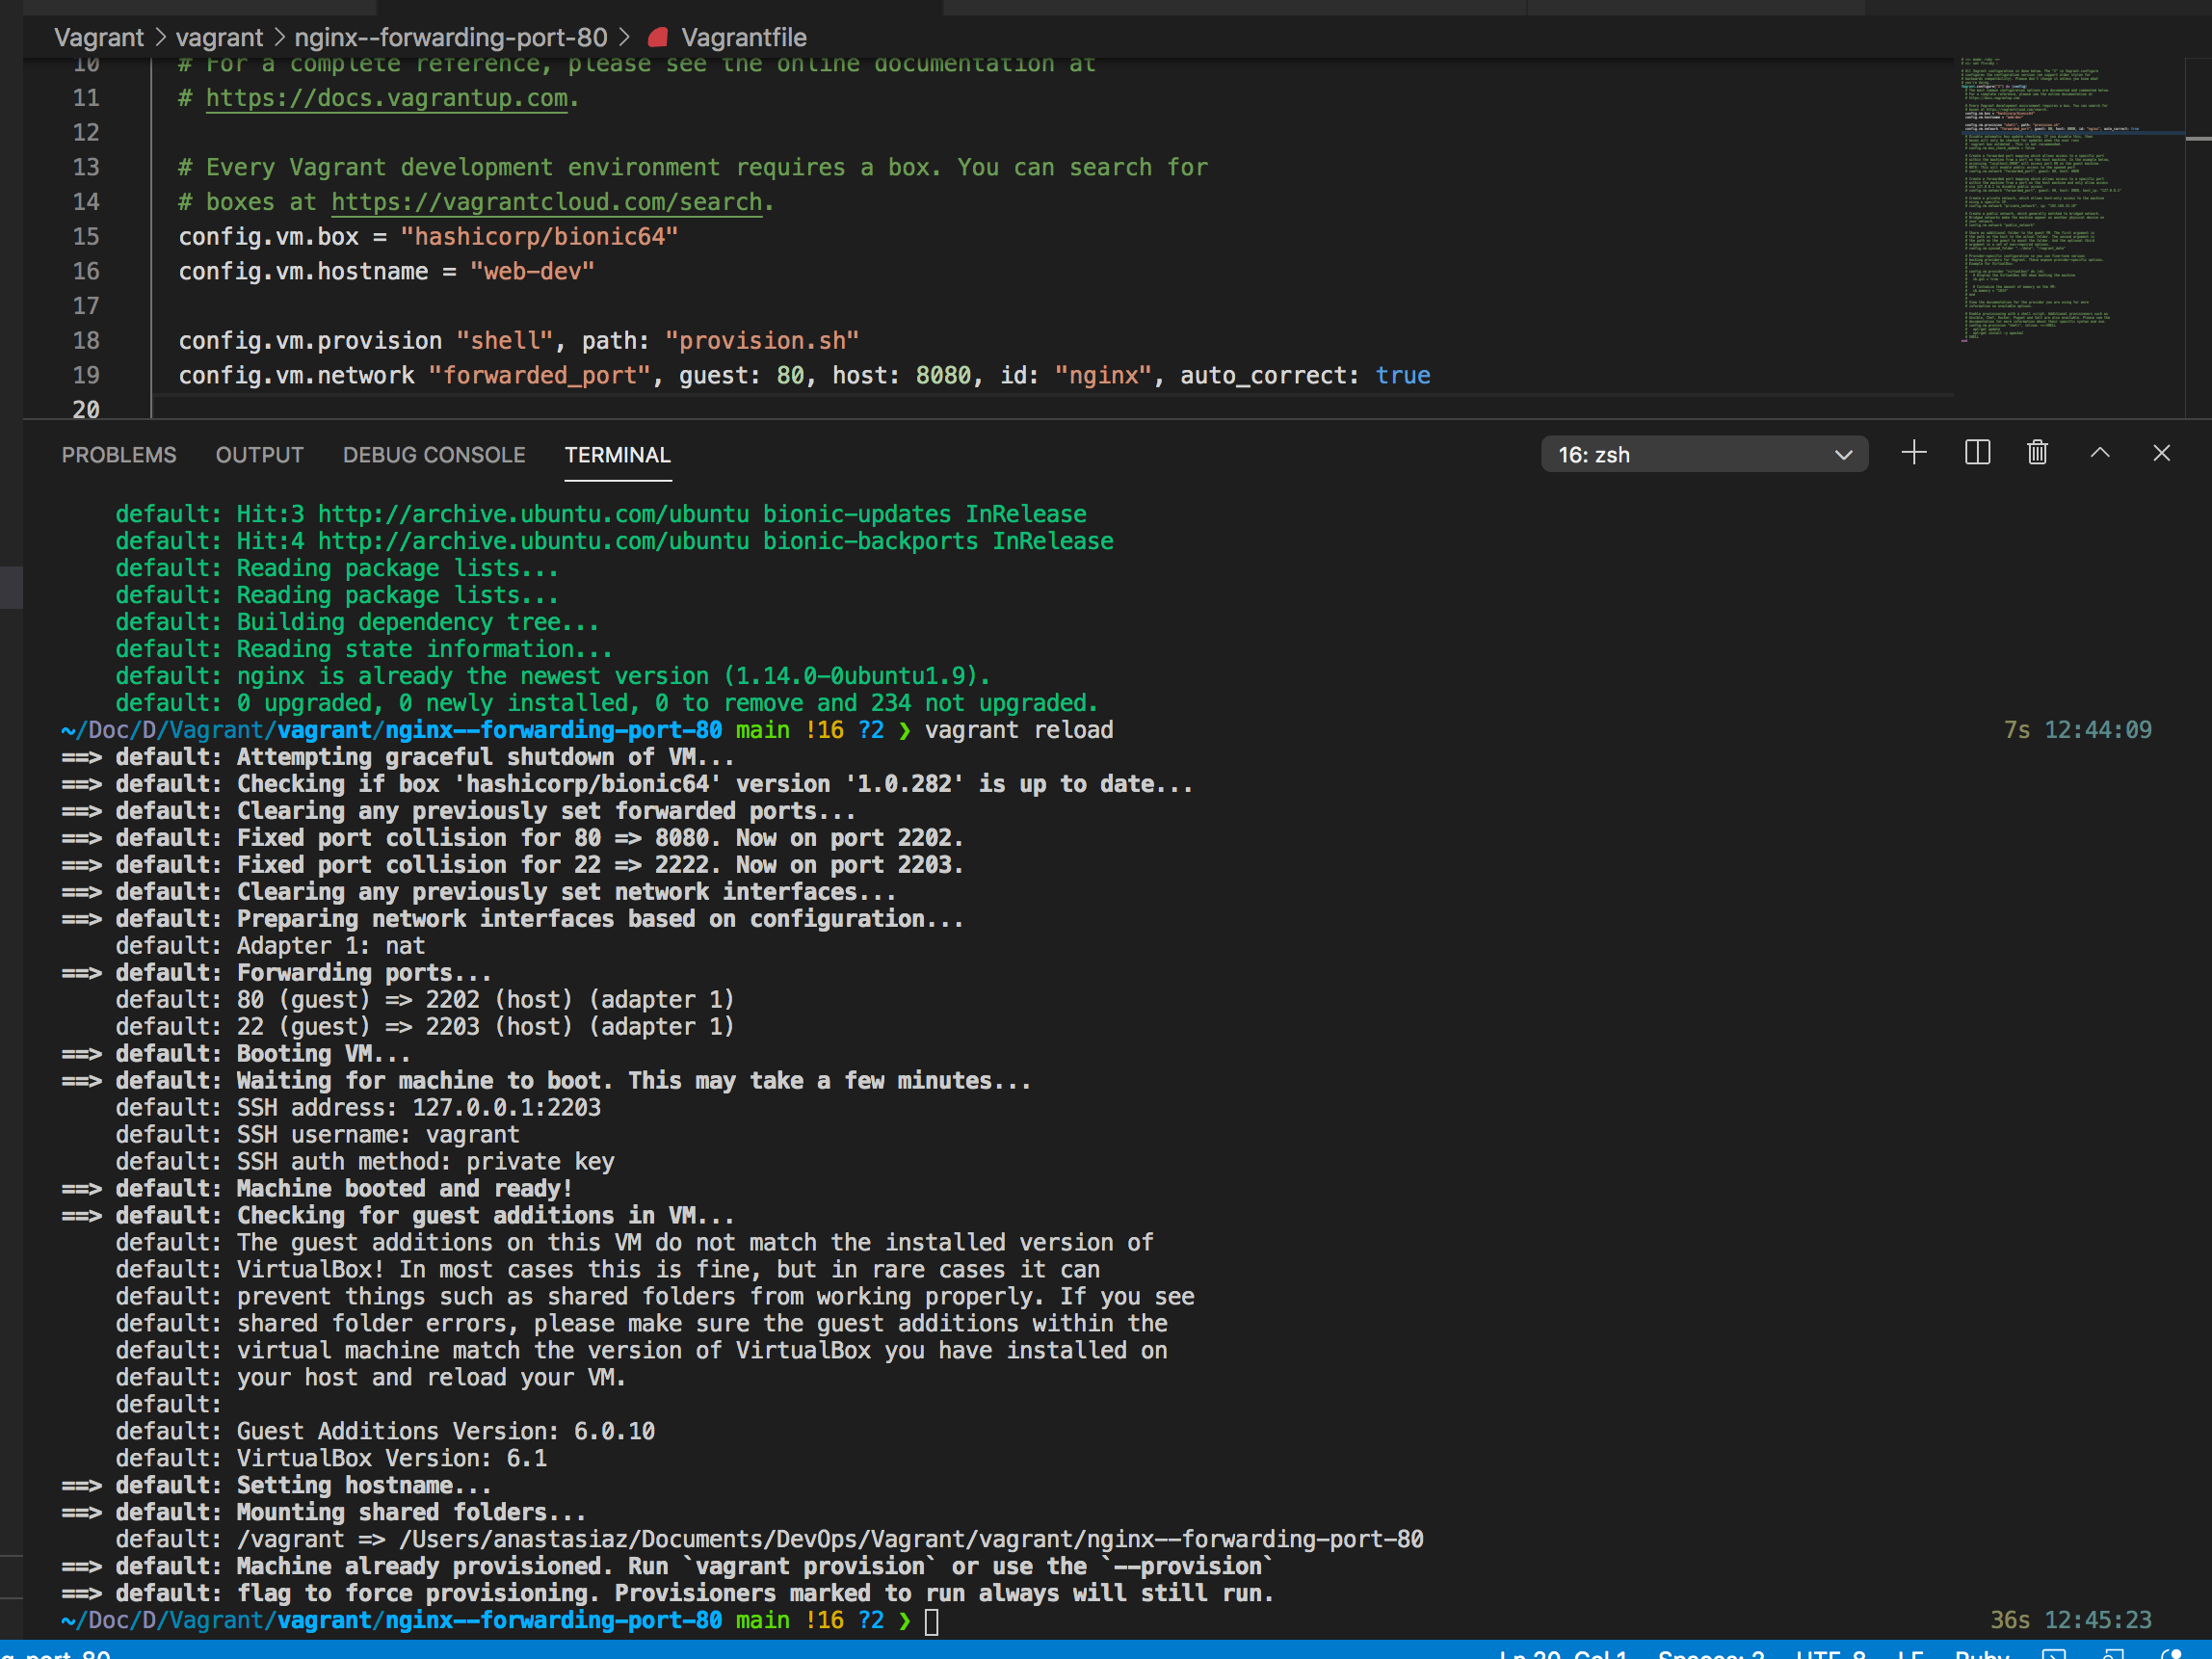 Vagrant > vagrant > nginx--forwarding-port-80 > Vagrantfile
10 # For a complete reference, please see the online documentation at
11 # https://docs.vagrantup.com.
12
13 # Every Vagrant development environment requires a box. You can search for
14 # boxes at https://vagrantcloud.com/search.
15 config.vm.box = "hashicorp/bionic64"
16 config.vm.hostname = "web-dev"
17
18 config.vm.provision "shell", path: "provision.sh"
19 config.vm.network "forwarded_port", guest: 80, host: 8080, id: "nginx", auto_correct: true
20
PROBLEMS OUTPUT DEBUG CONSOLE TERMINAL 16: zsh
default: Hit:3 http://archive.ubuntu.com/ubuntu bionic-updates InRelease
default: Hit:4 http://archive.ubuntu.com/ubuntu bionic-backports InRelease
default: Reading package lists...
default: Reading package lists...
default: Building dependency tree...
default: Reading state information...
default: nginx is already the newest version (1.14.0-0ubuntu1.9).
default: 0 upgraded, 0 newly installed, 0 to remove and 234 not upgraded.
~/Doc/D/Vagrant/vagrant/nginx--forwarding-port-80 main !16 ?2 ❯ vagrant reload 7s 12:44:09
==> default: Attempting graceful shutdown of VM...
==> default: Checking if box 'hashicorp/bionic64' version '1.0.282' is up to date...
==> default: Clearing any previously set forwarded ports...
==> default: Fixed port collision for 80 => 8080. Now on port 2202.
==> default: Fixed port collision for 22 => 2222. Now on port 2203.
==> default: Clearing any previously set network interfaces...
==> default: Preparing network interfaces based on configuration...
default: Adapter 1: nat
==> default: Forwarding ports...
default: 80 (guest) => 2202 (host) (adapter 1)
default: 22 (guest) => 2203 (host) (adapter 1)
==> default: Booting VM...
==> default: Waiting for machine to boot. This may take a few minutes...
default: SSH address: 127.0.0.1:2203
default: SSH username: vagrant
default: SSH auth method: private key
==> default: Machine booted and ready!
==> default: Checking for guest additions in VM...
default: The guest additions on this VM do not match the installed version of
default: VirtualBox! In most cases this is fine, but in rare cases it can
default: prevent things such as shared folders from working properly. If you see
default: shared folder errors, please make sure the guest additions within the
default: virtual machine match the version of VirtualBox you have installed on
default: your host and reload your VM.
default:
default: Guest Additions Version: 6.0.10
default: VirtualBox Version: 6.1
==> default: Setting hostname...
==> default: Mounting shared folders...
default: /vagrant => /Users/anastasiaz/Documents/DevOps/Vagrant/vagrant/nginx--forwarding-port-80
==> default: Machine already provisioned. Run `vagrant provision` or use the `--provision`
==> default: flag to force provisioning. Provisioners marked to run always will still run.
~/Doc/D/Vagrant/vagrant/nginx--forwarding-port-80 main !16 ?2 ❯ 36s 12:45:23
g-port-80 Ln 20, Col 1 Spaces: 2 UTF-8 LF Ruby